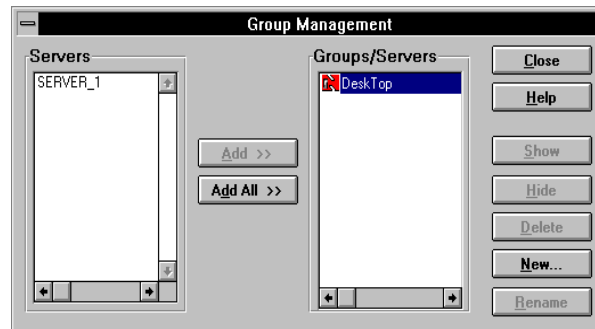 Group Management
Servers
SERVER_1
Add >>
Add All >>
Groups/Servers
DeskTop
Close
Help
Show
Hide
Delete
New...
Rename